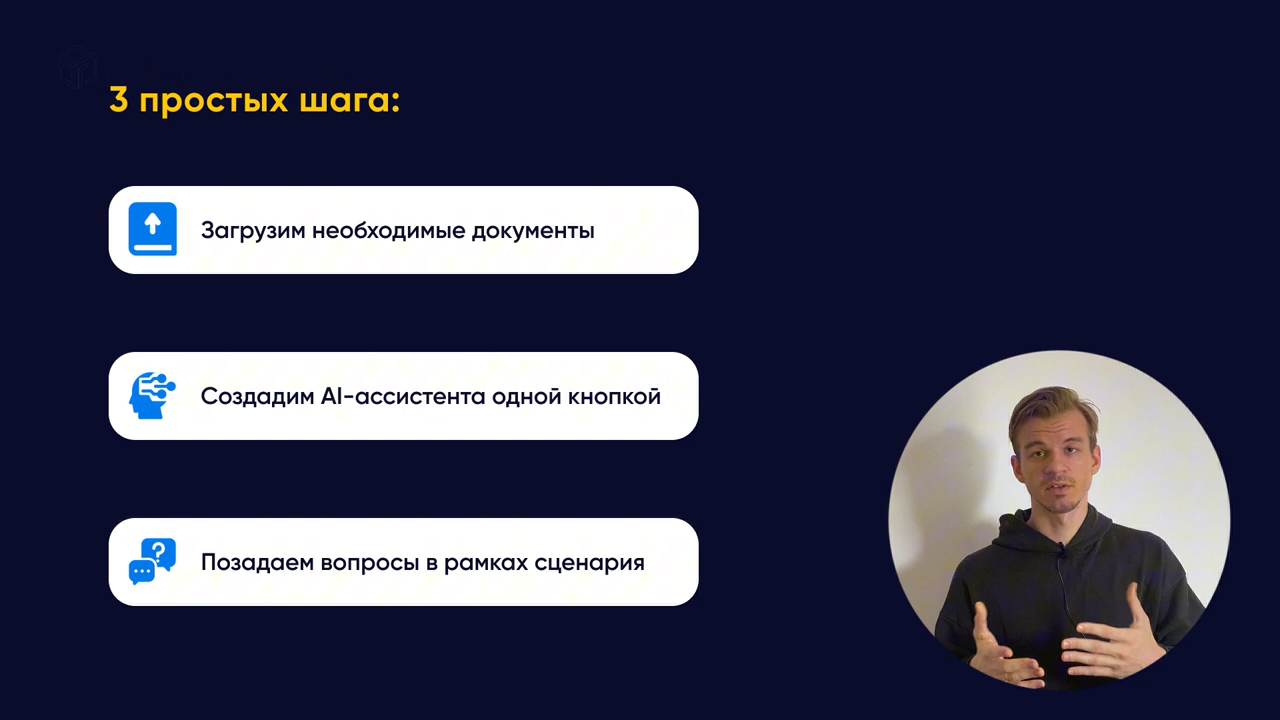 3 простых шага:
Загрузим необходимые документы
Создадим AI-ассистента одной кнопкой
Позадаем вопросы в рамках сценария